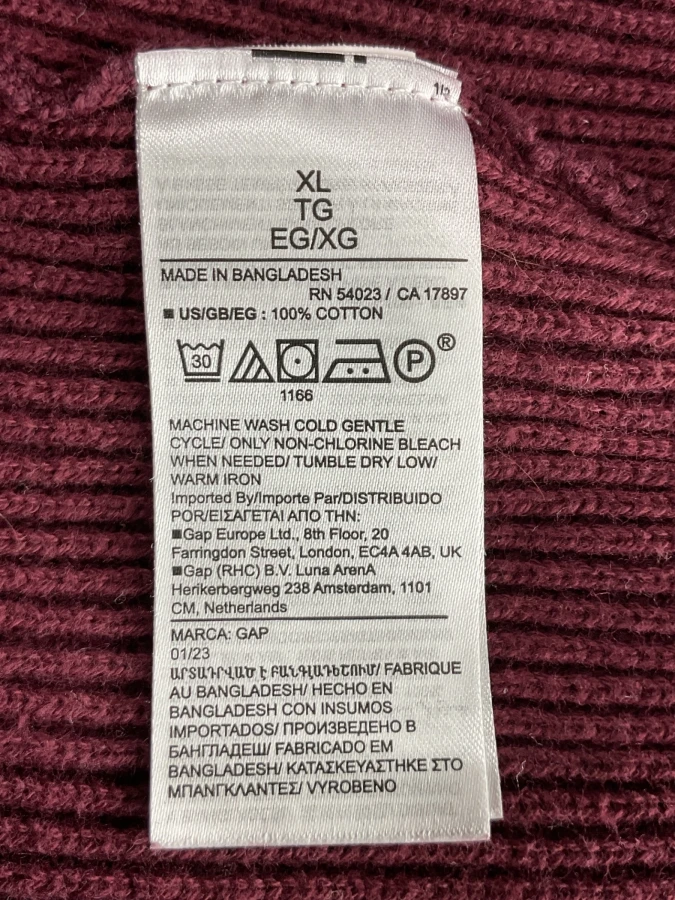 XL
TG
EG/XG
MADE IN BANGLADESH
RN 54023 / CA 17897
■ US/GB/EG : 100% COTTON
30
P®
1166
MACHINE WASH COLD GENTLE
CYCLE/ ONLY NON-CHLORINE BLEACH
WHEN NEEDED/ TUMBLE DRY LOW/
WARM IRON
Imported By/Importe Par/DISTRIBUIDO
POR/ΕΙΣΑΓΕΤΑΙ ΑΠΟ ΤΗΝ:
■Gap Europe Ltd., 8th Floor, 20
Farringdon Street, London, EC4A 4AB, UK
■Gap (RHC) B.V. Luna ArenA
Herikerbergweg 238 Amsterdam, 1101
CM, Netherlands
MARCA: GAP
01/23
ԱՐՏԱԴՐՎԱԾ Է ԲԱՆԳԼԱԴԵՇՈՒՄ/ FABRIQUE
AU BANGLADESH/ HECHO EN
BANGLADESH CON INSUMOS
IMPORTADOS/ ПРОИЗВЕДЕНО В
БАНГЛАДЕШ/ FABRICADO EM
BANGLADESH/ ΚΑΤΑΣΚΕΥΑΣΤΗΚΕ ΣΤΟ
ΜΠΑΝΓΚΛΑΝΤΕΣ/ VYROBENO